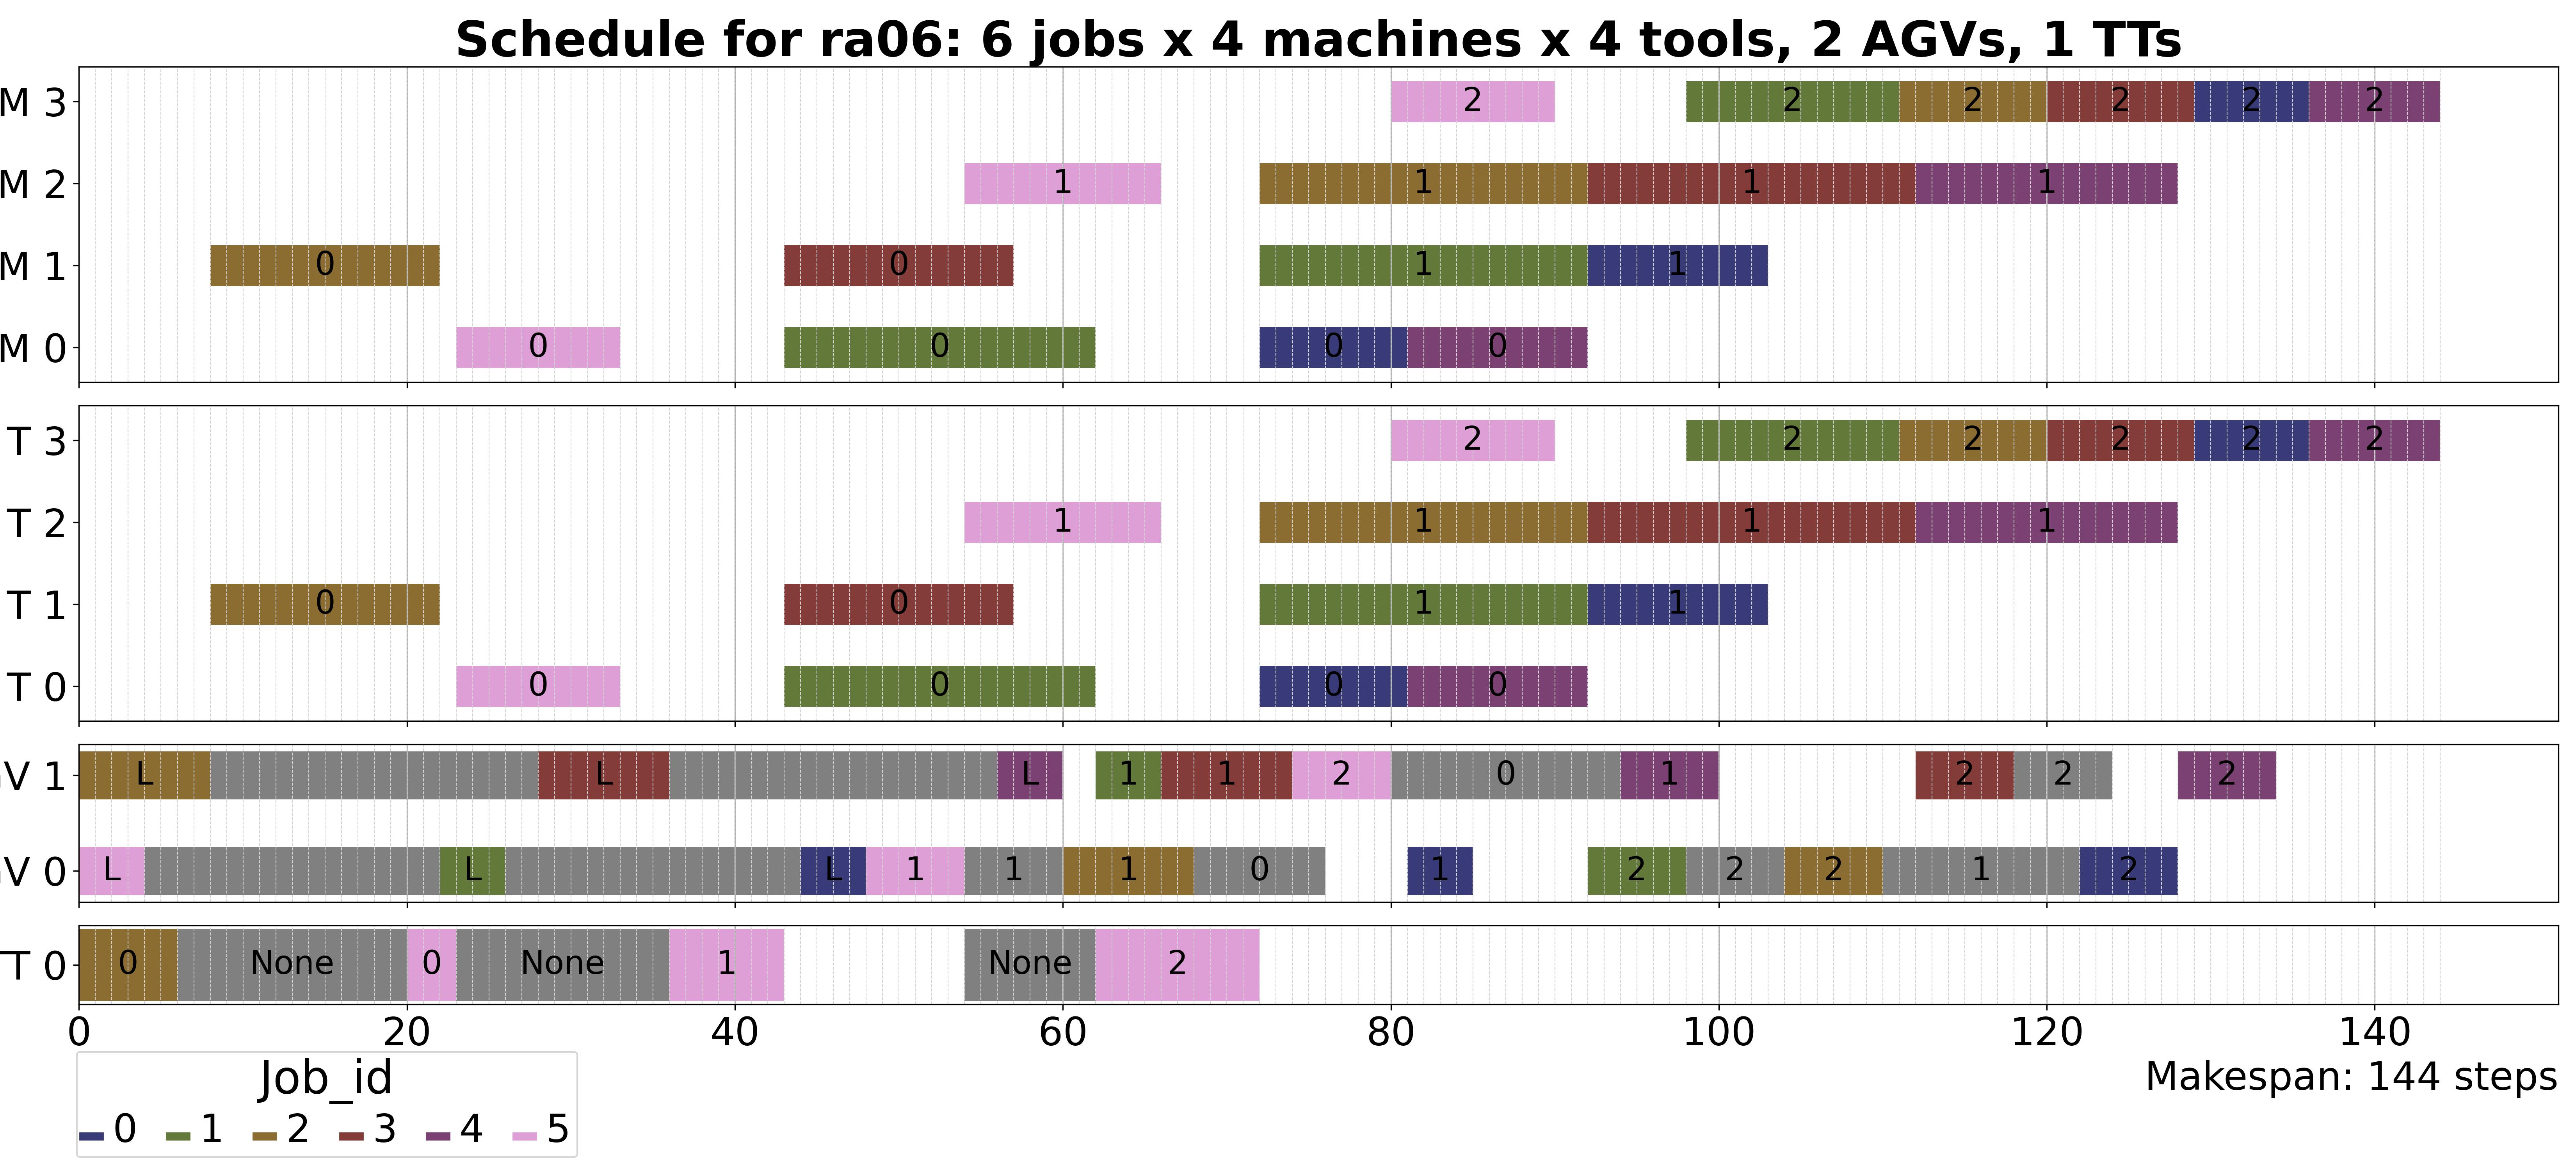 Schedule for ra06: 6 jobs x 4 machines x 4 tools, 2 AGVs, 1 TTs
M 3 2 2 2 2 2 2
M 2 1 1 1 1
M 1 0 0 1 1
M 0 0 0 0 0
T 3 2 2 2 2 2 2
T 2 1 1 1 1
T 1 0 0 1 1
T 0 0 0 0 0
V 1 L L L 1 1 2 0 1 2 2 2
V 0 L L L 1 1 1 0 1 2 2 2 1 2
T 0 0 None 0 None 1 None 2
0 20 40 60 80 100 120 140
Job_id
0 1 2 3 4 5
Makespan: 144 steps